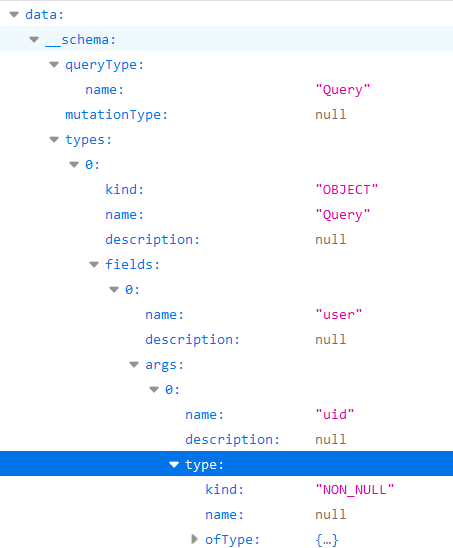 data:
__schema:
queryType:
name: "Query"
mutationType: null
types:
0:
kind: "OBJECT"
name: "Query"
description: null
fields:
0:
name: "user"
description: null
args:
0:
name: "uid"
description: null
type:
kind: "NON_NULL"
name: null
ofType: {…}